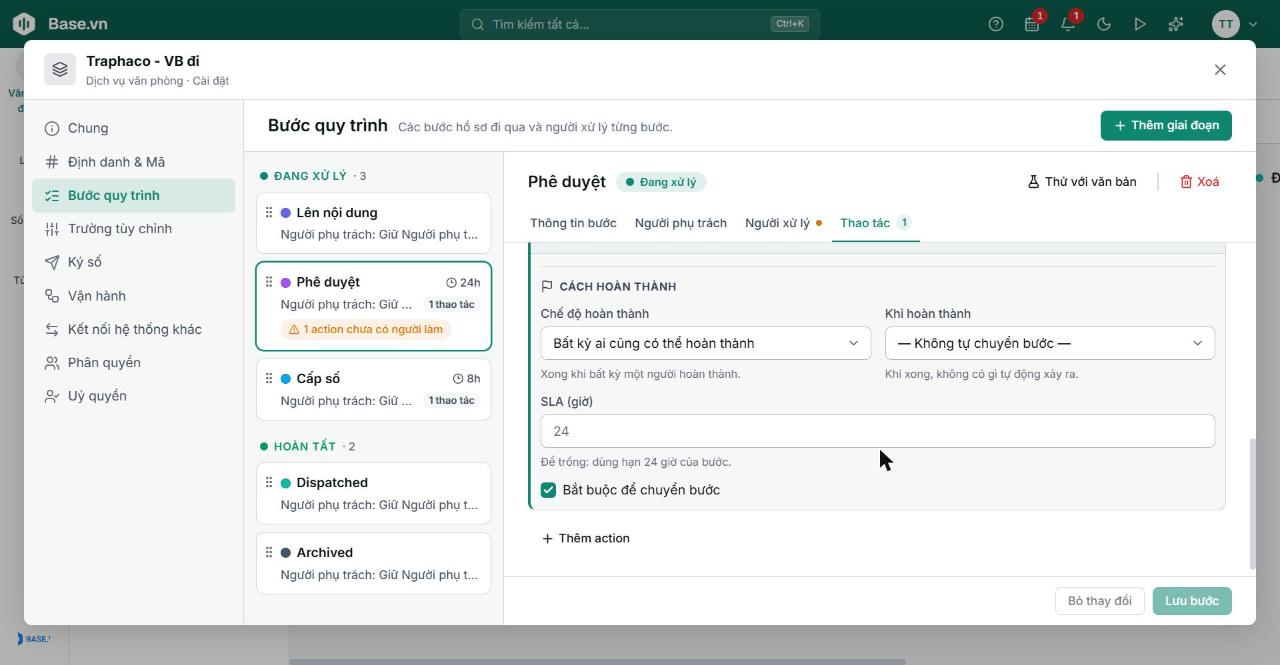 Base.vn
Tìm kiếm tất cả...
Ctrl+K
1
1
TT
Traphaco - VB đi
Dịch vụ văn phòng · Cài đặt
Chung
Định danh & Mã
Bước quy trình
Trường tùy chỉnh
Ký số
Vận hành
Kết nối hệ thống khác
Phân quyền
Uỷ quyền
Bước quy trình
Các bước hồ sơ đi qua và người xử lý từng bước.
+ Thêm giai đoạn
ĐANG XỬ LÝ · 3
Lên nội dung
Người phụ trách: Giữ Người phụ t...
Phê duyệt
24h
Người phụ trách: Giữ ...
1 thao tác
1 action chưa có người làm
Cấp số
8h
Người phụ trách: Giữ ...
1 thao tác
HOÀN TẤT · 2
Dispatched
Người phụ trách: Giữ Người phụ t...
Archived
Người phụ trách: Giữ Người phụ t...
Phê duyệt
Đang xử lý
Thử với văn bản
Xoá
Thông tin bước
Người phụ trách
Người xử lý
Thao tác 1
CÁCH HOÀN THÀNH
Chế độ hoàn thành
Khi hoàn thành
Bất kỳ ai cũng có thể hoàn thành
— Không tự chuyển bước —
Xong khi bất kỳ một người hoàn thành.
Khi xong, không có gì tự động xảy ra.
SLA (giờ)
24
Để trống: dùng hạn 24 giờ của bước.
Bắt buộc để chuyển bước
+ Thêm action
Bỏ thay đổi
Lưu bước
BASE.